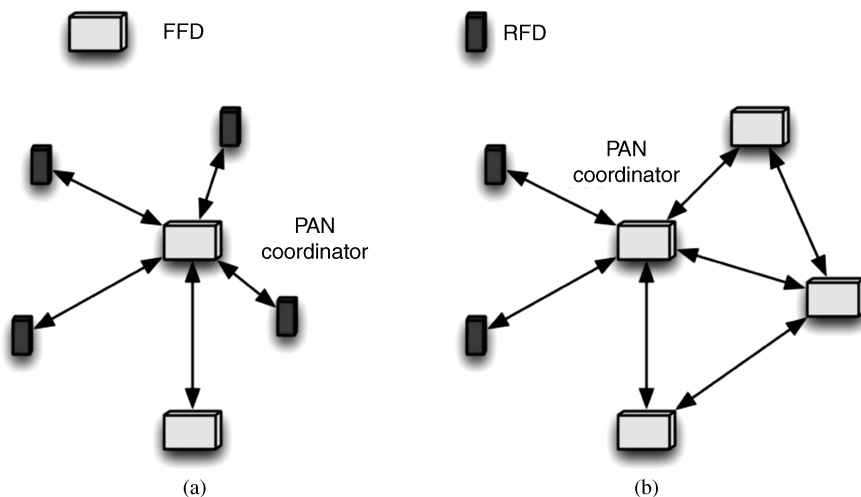 FFD
RFD
PAN
coordinator
PAN
coordinator
(a)
(b)